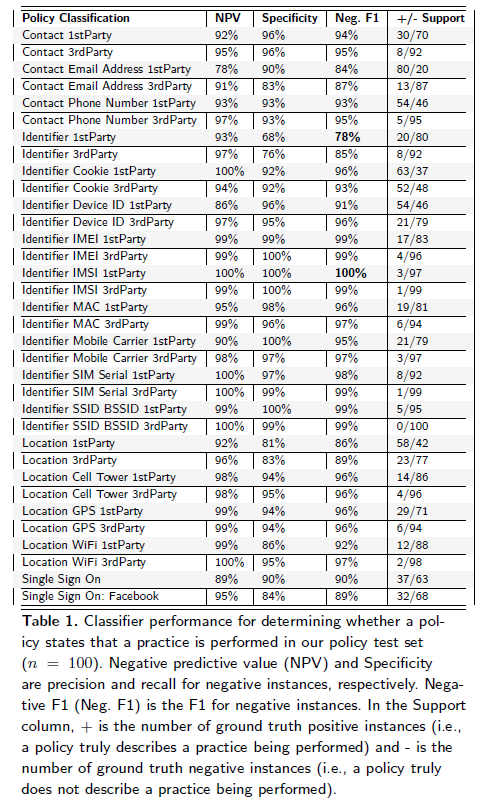 Policy Classification NPV Specificity Neg. F1 +/- Support
Contact 1stParty 92% 96% 94% 30/70
Contact 3rdParty 95% 96% 95% 8/92
Contact Email Address 1stParty 78% 90% 84% 80/20
Contact Email Address 3rdParty 91% 83% 87% 13/87
Contact Phone Number 1stParty 93% 93% 93% 54/46
Contact Phone Number 3rdParty 97% 93% 95% 5/95
Identifier 1stParty 93% 68% 78% 20/80
Identifier 3rdParty 97% 76% 85% 8/92
Identifier Cookie 1stParty 100% 92% 96% 63/37
Identifier Cookie 3rdParty 94% 92% 93% 52/48
Identifier Device ID 1stParty 86% 96% 91% 54/46
Identifier Device ID 3rdParty 97% 95% 96% 21/79
Identifier IMEI 1stParty 99% 99% 99% 17/83
Identifier IMEI 3rdParty 99% 100% 99% 4/96
Identifier IMSI 1stParty 100% 100% 100% 3/97
Identifier IMSI 3rdParty 99% 100% 99% 1/99
Identifier MAC 1stParty 95% 98% 96% 19/81
Identifier MAC 3rdParty 99% 96% 97% 6/94
Identifier Mobile Carrier 1stParty 90% 100% 95% 21/79
Identifier Mobile Carrier 3rdParty 98% 97% 97% 3/97
Identifier SIM Serial 1stParty 100% 97% 98% 8/92
Identifier SIM Serial 3rdParty 100% 99% 99% 1/99
Identifier SSID BSSID 1stParty 99% 100% 99% 5/95
Identifier SSID BSSID 3rdParty 100% 99% 99% 0/100
Location 1stParty 92% 81% 86% 58/42
Location 3rdParty 96% 83% 89% 23/77
Location Cell Tower 1stParty 98% 94% 96% 14/86
Location Cell Tower 3rdParty 98% 95% 96% 4/96
Location GPS 1stParty 99% 94% 96% 29/71
Location GPS 3rdParty 99% 94% 96% 6/94
Location WiFi 1stParty 99% 86% 92% 12/88
Location WiFi 3rdParty 100% 95% 97% 2/98
Single Sign On 89% 90% 90% 37/63
Single Sign On: Facebook 95% 84% 89% 32/68
Table 1. Classifier performance for determining whether a pol-
icy states that a practice is performed in our policy test set
(n = 100). Negative predictive value (NPV) and Specificity
are precision and recall for negative instances, respectively. Nega-
tive F1 (Neg. F1) is the F1 for negative instances. In the Support
column, + is the number of ground truth positive instances (i.e.,
a policy truly describes a practice being performed) and - is the
number of ground truth negative instances (i.e., a policy truly
does not describe a practice being performed).